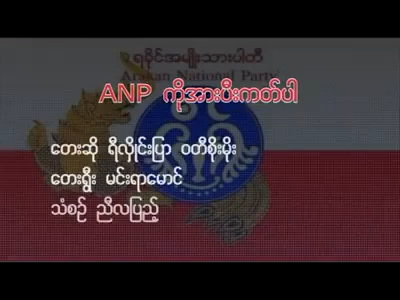 ရခိုင်အမျိုးသားပါတီ
Arakan National Party
ANP ကိုအားပီးကတ်ပါ
တေးဆို ရီလှိုင်းပြာ ဝတီစိုးမိုး
တေးရွီး မင်းရာမောင်
သံစဉ် ညီလပြည့်